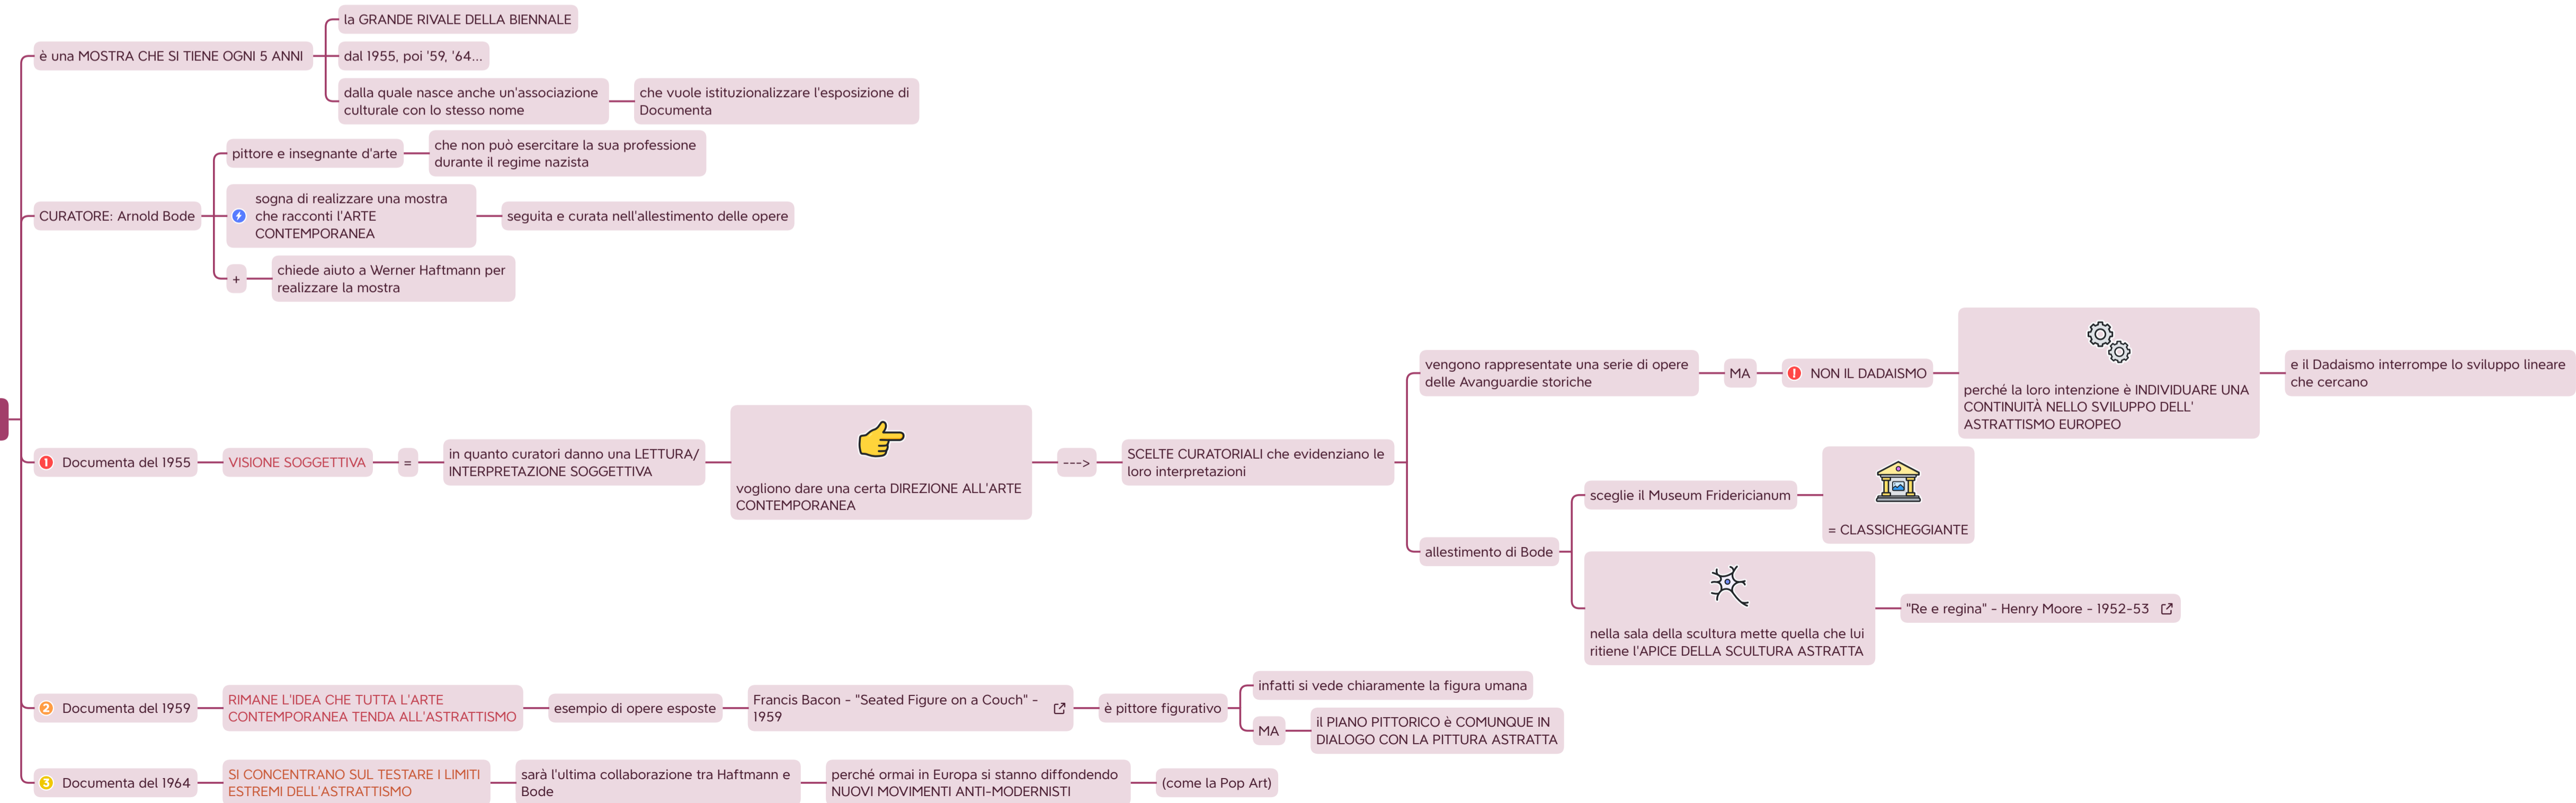 è una MOSTRA CHE SI TIENE OGNI 5 ANNI
la GRANDE RIVALE DELLA BIENNALE
dal 1955, poi '59, '64...
dalla quale nasce anche un'associazione
culturale con lo stesso nome
che vuole istituzionalizzare l'esposizione di
Documenta
CURATORE: Arnold Bode
pittore e insegnante d'arte
che non può esercitare la sua professione
durante il regime nazista
sogna di realizzare una mostra
che racconti l'ARTE
CONTEMPORANEA
seguita e curata nell'allestimento delle opere
+
chiede aiuto a Werner Haftmann per
realizzare la mostra
1
Documenta del 1955
VISIONE SOGGETTIVA
=
in quanto curatori danno una LETTURA/
INTERPRETAZIONE SOGGETTIVA
vogliono dare una certa DIREZIONE ALL'ARTE
CONTEMPORANEA
--->
SCELTE CURATORIALI che evidenziano le
loro interpretazioni
vengono rappresentate una serie di opere
delle Avanguardie storiche
MA
! NON IL DADAISMO
perché la loro intenzione è INDIVIDUARE UNA
CONTINUITÀ NELLO SVILUPPO DELL'
ASTRATTISMO EUROPEO
e il Dadaismo interrompe lo sviluppo lineare
che cercano
allestimento di Bode
sceglie il Museum Fridericianum
= CLASSICHEGGIANTE
nella sala della scultura mette quella che lui
ritiene l'APICE DELLA SCULTURA ASTRATTA
"Re e regina" - Henry Moore - 1952-53
2
Documenta del 1959
RIMANE L'IDEA CHE TUTTA L'ARTE
CONTEMPORANEA TENDA ALL'ASTRATTISMO
esempio di opere esposte
Francis Bacon - "Seated Figure on a Couch" -
1959
è pittore figurativo
infatti si vede chiaramente la figura umana
MA
il PIANO PITTORICO è COMUNQUE IN
DIALOGO CON LA PITTURA ASTRATTA
3
Documenta del 1964
SI CONCENTRANO SUL TESTARE I LIMITI
ESTREMI DELL'ASTRATTISMO
sarà l'ultima collaborazione tra Haftmann e
Bode
perché ormai in Europa si stanno diffondendo
NUOVI MOVIMENTI ANTI-MODERNISTI
(come la Pop Art)